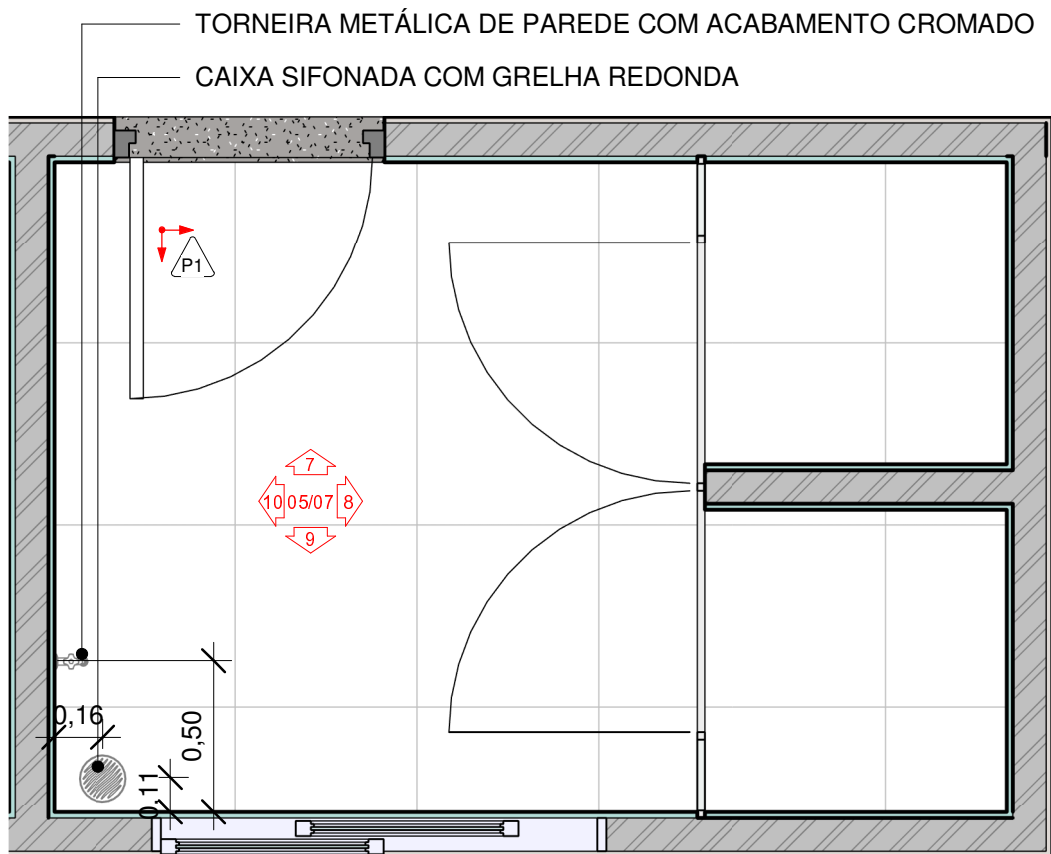 TORNEIRA METÁLICA DE PAREDE COM ACABAMENTO CROMADO
CAIXA SIFONADA COM GRELHA REDONDA
P1
7
10 05/07 8
9
0,16
0,50
0,11